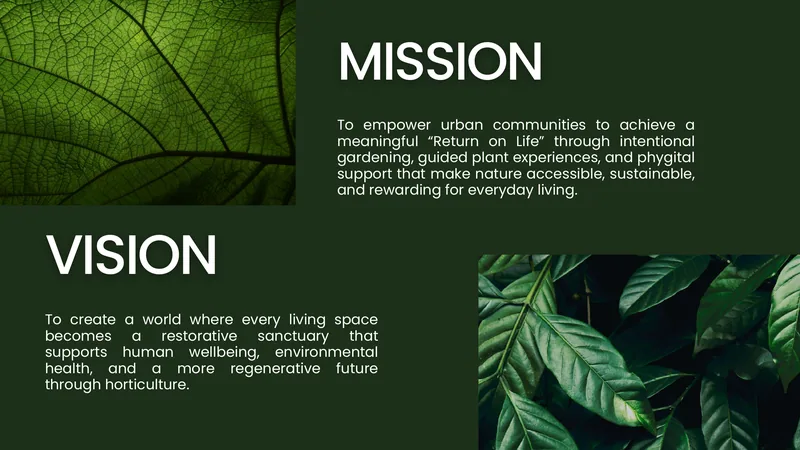 MISSION
To empower urban communities to achieve a
meaningful “Return on Life” through intentional
gardening, guided plant experiences, and phygital
support that make nature accessible, sustainable,
and rewarding for everyday living.
VISION
To create a world where every living space
becomes a restorative sanctuary that
supports human wellbeing, environmental
health, and a more regenerative future
through horticulture.